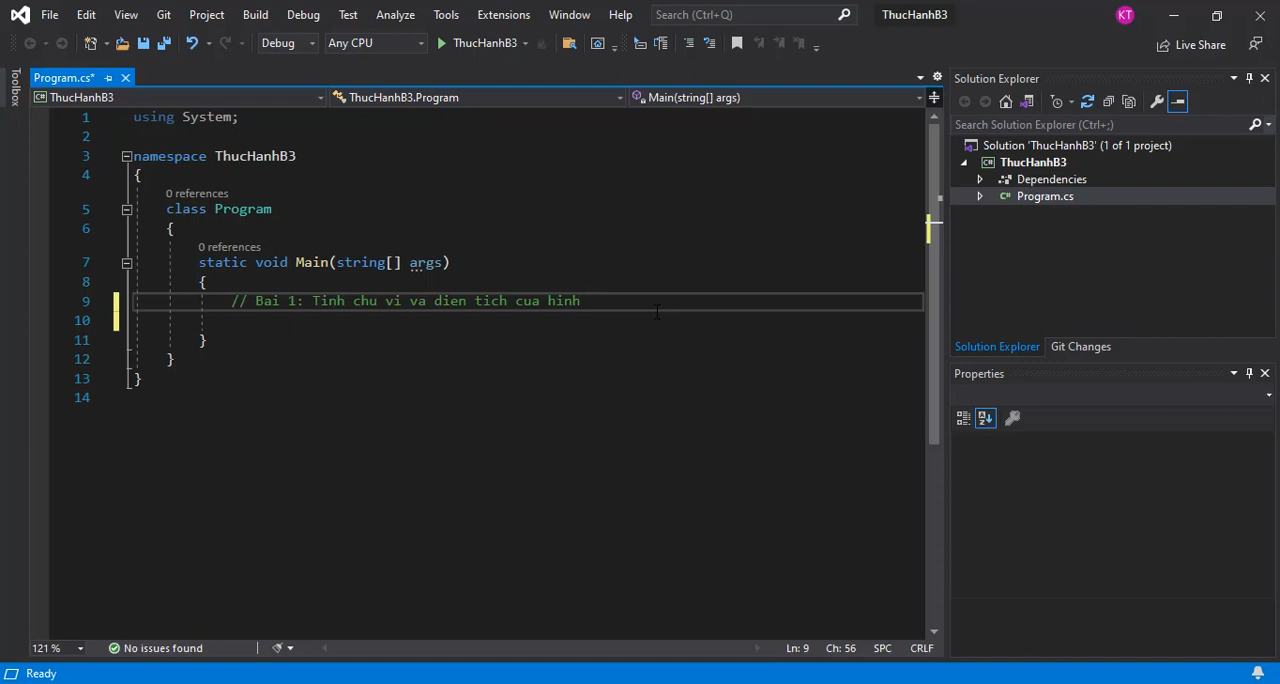 File Edit View Git Project Build Debug Test Analyze Tools Extensions Window Help Search (Ctrl+Q) ThucHanhB3 KT
Debug Any CPU ThucHanhB3 Live Share
Toolbox
Program.cs*
ThucHanhB3 ThucHanhB3.Program Main(string[] args)
1 using System;
2
3 namespace ThucHanhB3
4 {
0 references
5 class Program
6 {
0 references
7 static void Main(string[] args)
8 {
9 // Bai 1: Tinh chu vi va dien tich cua hinh
10
11 }
12 }
13 }
14
121 % No issues found Ln: 9 Ch: 56 SPC CRLF
Ready
Solution Explorer
Search Solution Explorer (Ctrl+;)
Solution 'ThucHanhB3' (1 of 1 project)
ThucHanhB3
Dependencies
C# Program.cs
Solution Explorer Git Changes
Properties